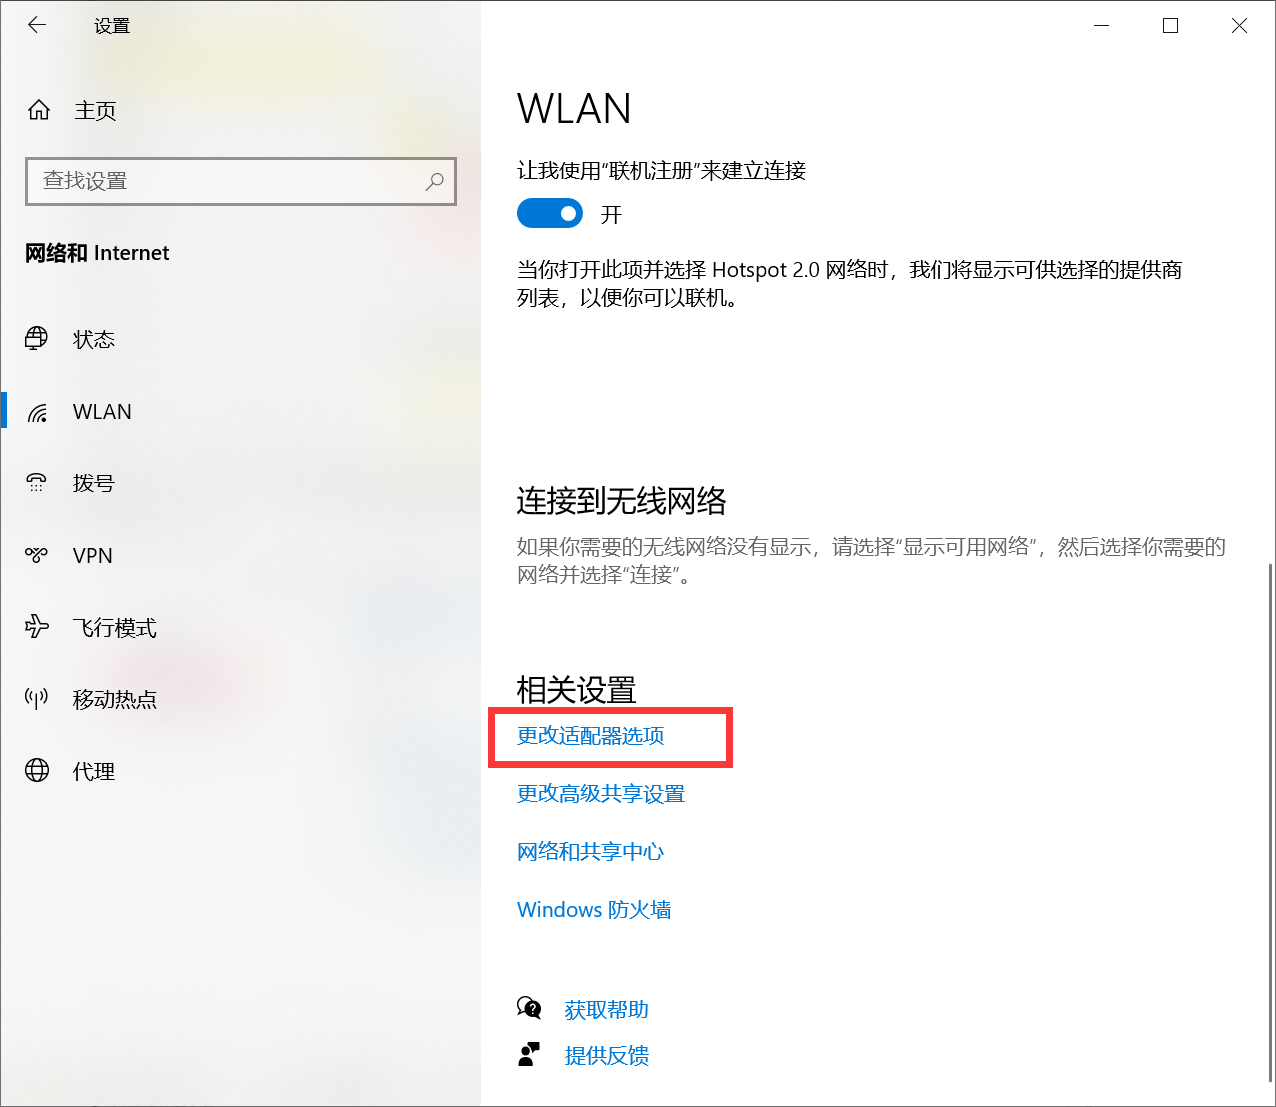 设置
主页
查找设置
网络和 Internet
状态
WLAN
拨号
VPN
飞行模式
移动热点
代理
WLAN
让我使用“联机注册”来建立连接
开
当你打开此项并选择 Hotspot 2.0 网络时，我们将显示可供选择的提供商
列表，以便你可以联机。
连接到无线网络
如果你需要的无线网络没有显示，请选择“显示可用网络”，然后选择你需要的
网络并选择“连接”。
相关设置
更改适配器选项
更改高级共享设置
网络和共享中心
Windows 防火墙
获取帮助
提供反馈